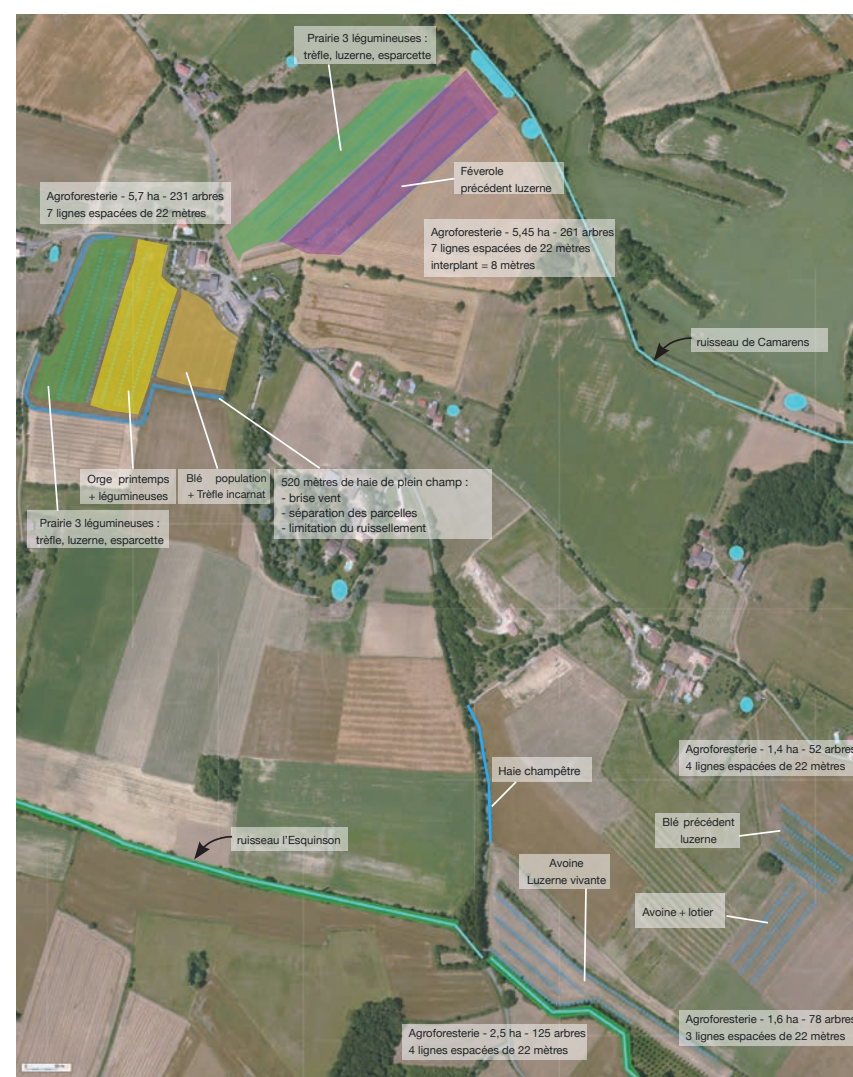 Prairie 3 légumineuses :
trèfle, luzerne, esparcette
Féverole
précédent luzerne
Agroforesterie - 5,7 ha - 231 arbres
7 lignes espacées de 22 mètres
Agroforesterie - 5,45 ha - 261 arbres
7 lignes espacées de 22 mètres
interplant = 8 mètres
ruisseau de Camarens
Orge printemps
+ légumineuses
Blé population
+ Trèfle incarnat
520 mètres de haie de plein champ :
- brise vent
- séparation des parcelles
- limitation du ruissellement
Prairie 3 légumineuses :
trèfle, luzerne, esparcette
Agroforesterie - 1,4 ha - 52 arbres
4 lignes espacées de 22 mètres
Haie champêtre
Blé précédent
luzerne
ruisseau l'Esquinson
Avoine
Luzerne vivante
Avoine + lotier
Agroforesterie - 1,6 ha - 78 arbres
3 lignes espacées de 22 mètres
Agroforesterie - 2,5 ha - 125 arbres
4 lignes espacées de 22 mètres